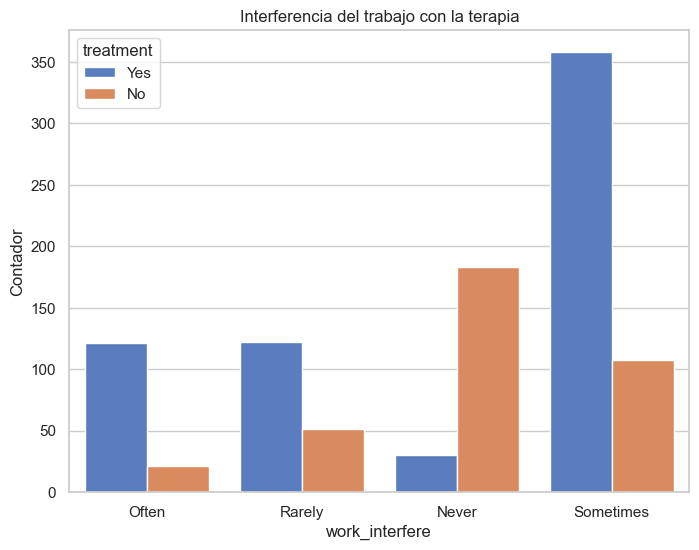 Interferencia del trabajo con la terapia
treatment
Yes
No
Contador
350
300
250
200
150
100
50
0
Often Rarely Never Sometimes
work_interfere